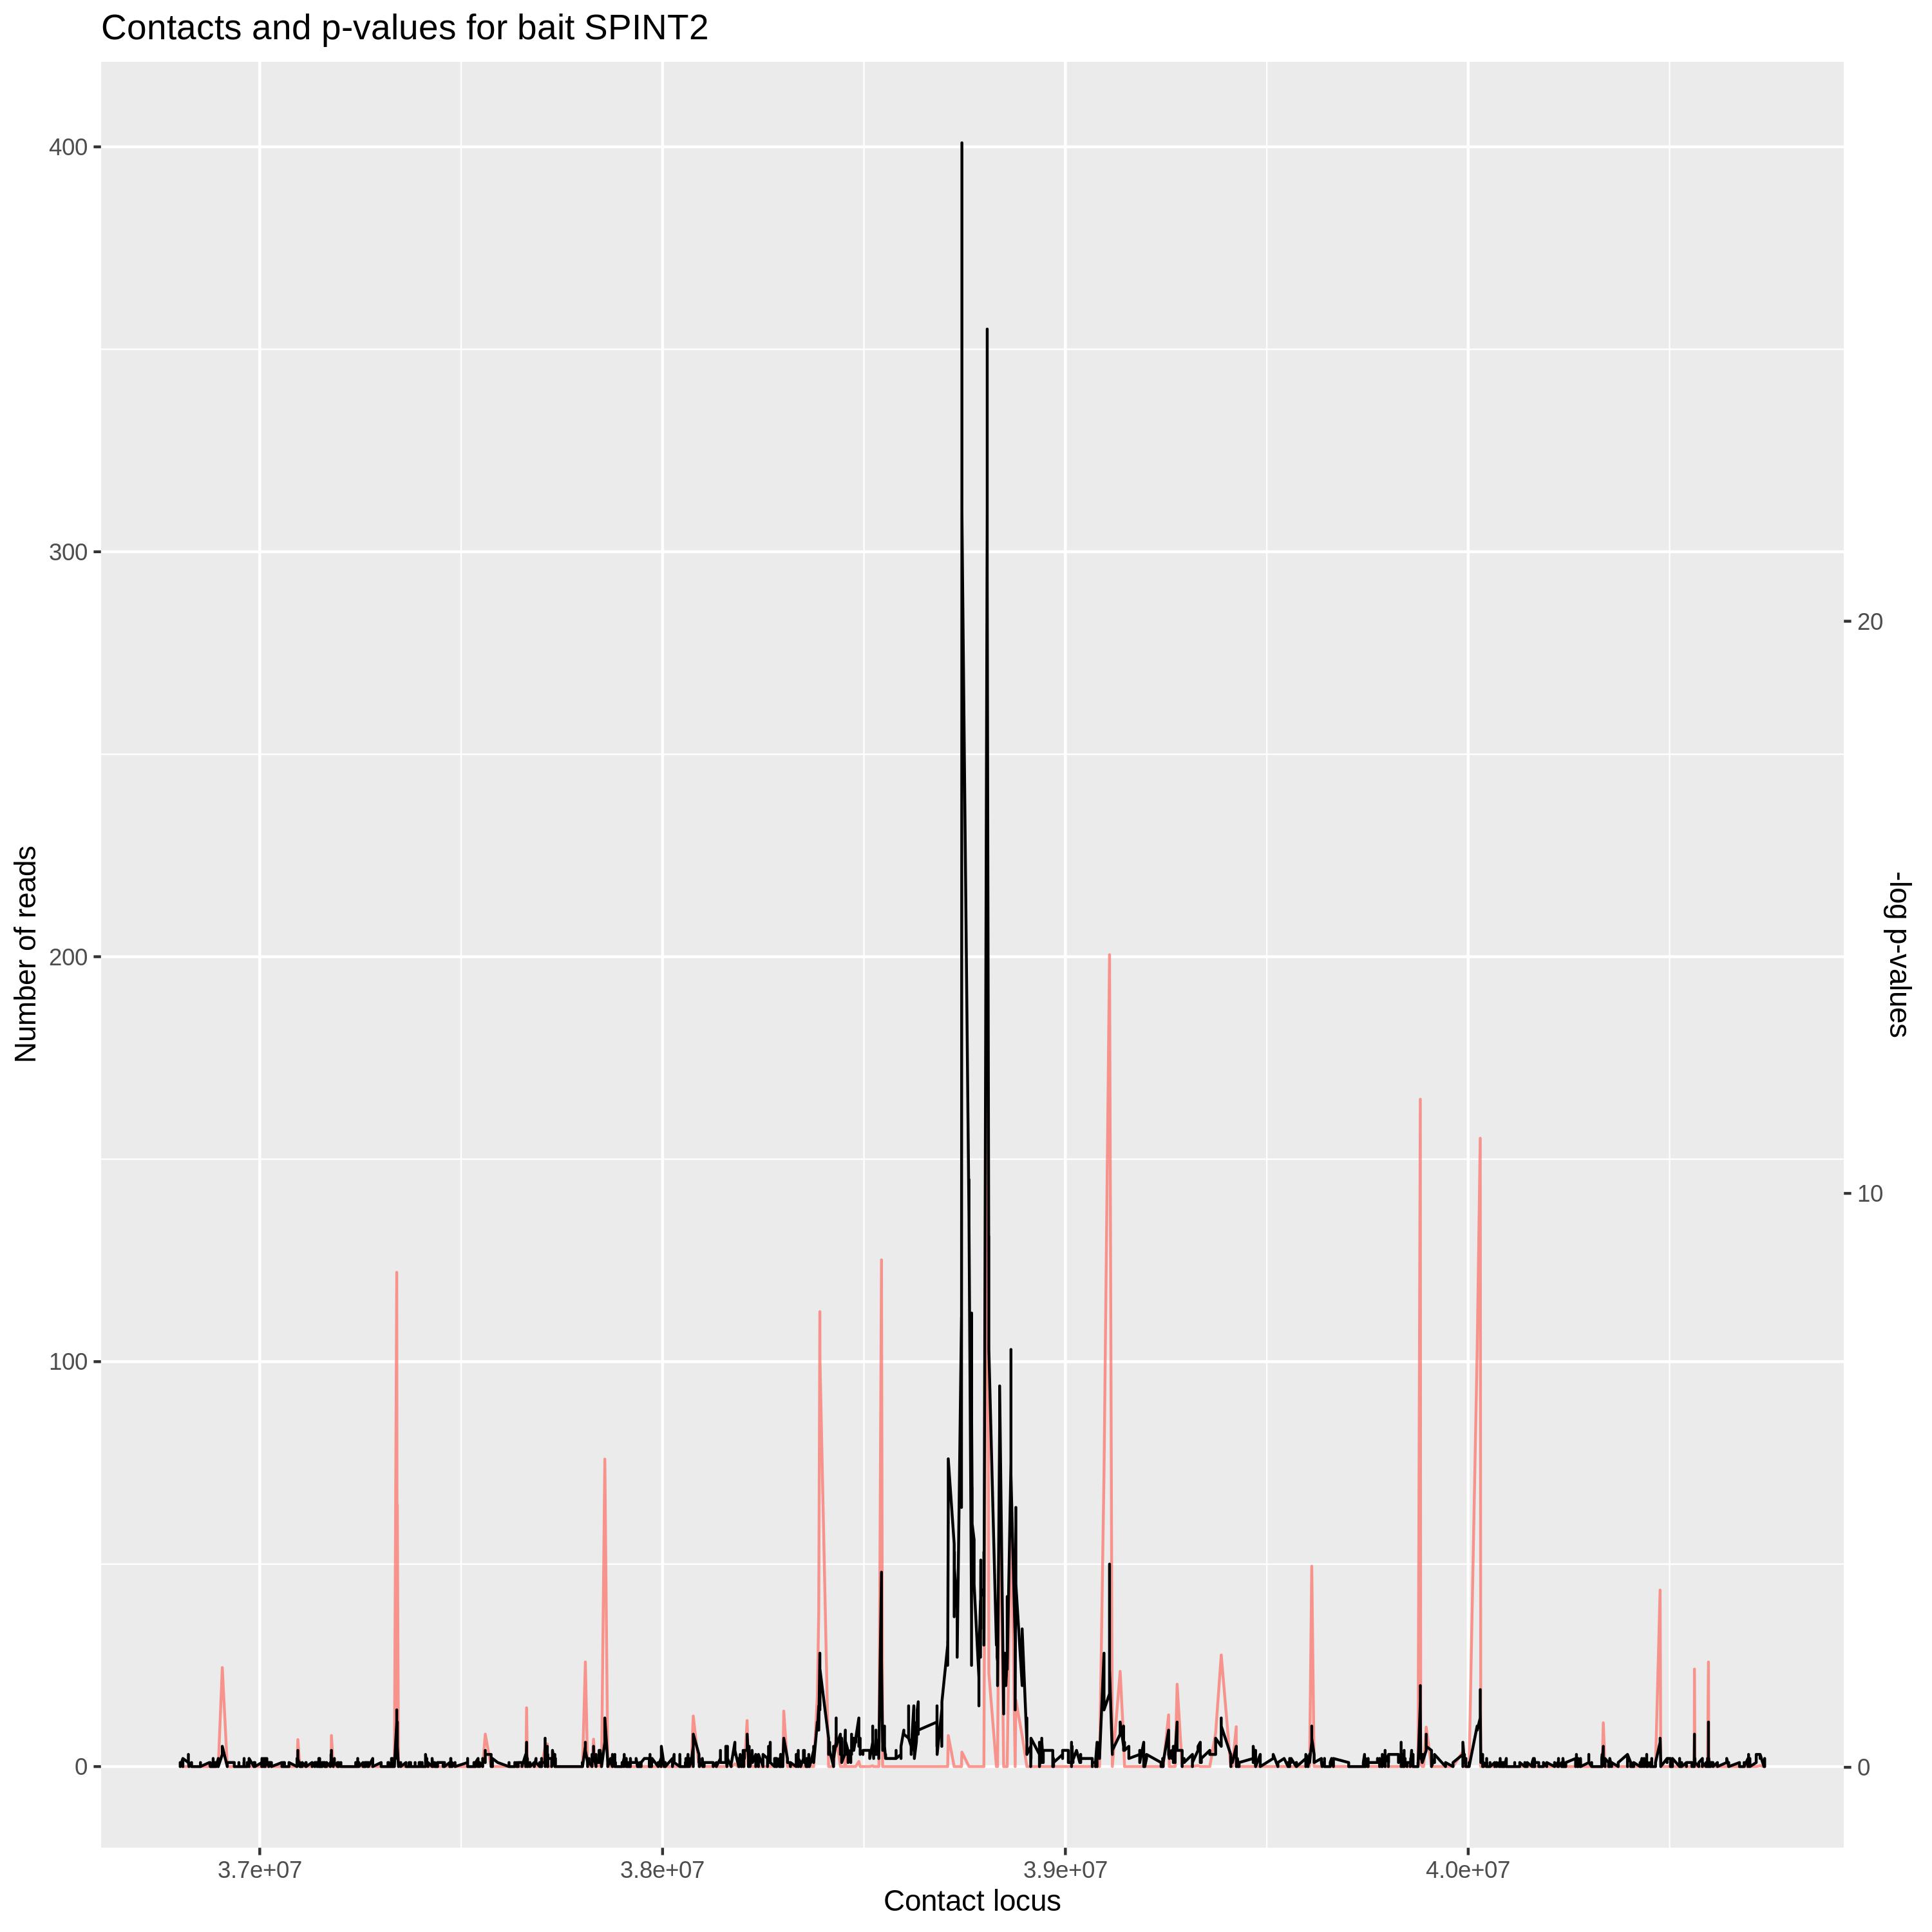 Contacts and p-values for bait SPINT2
400
300
200
100
0
Number of reads
20
10
0
-log p-values
3.7e+07
3.8e+07
3.9e+07
4.0e+07
Contact locus